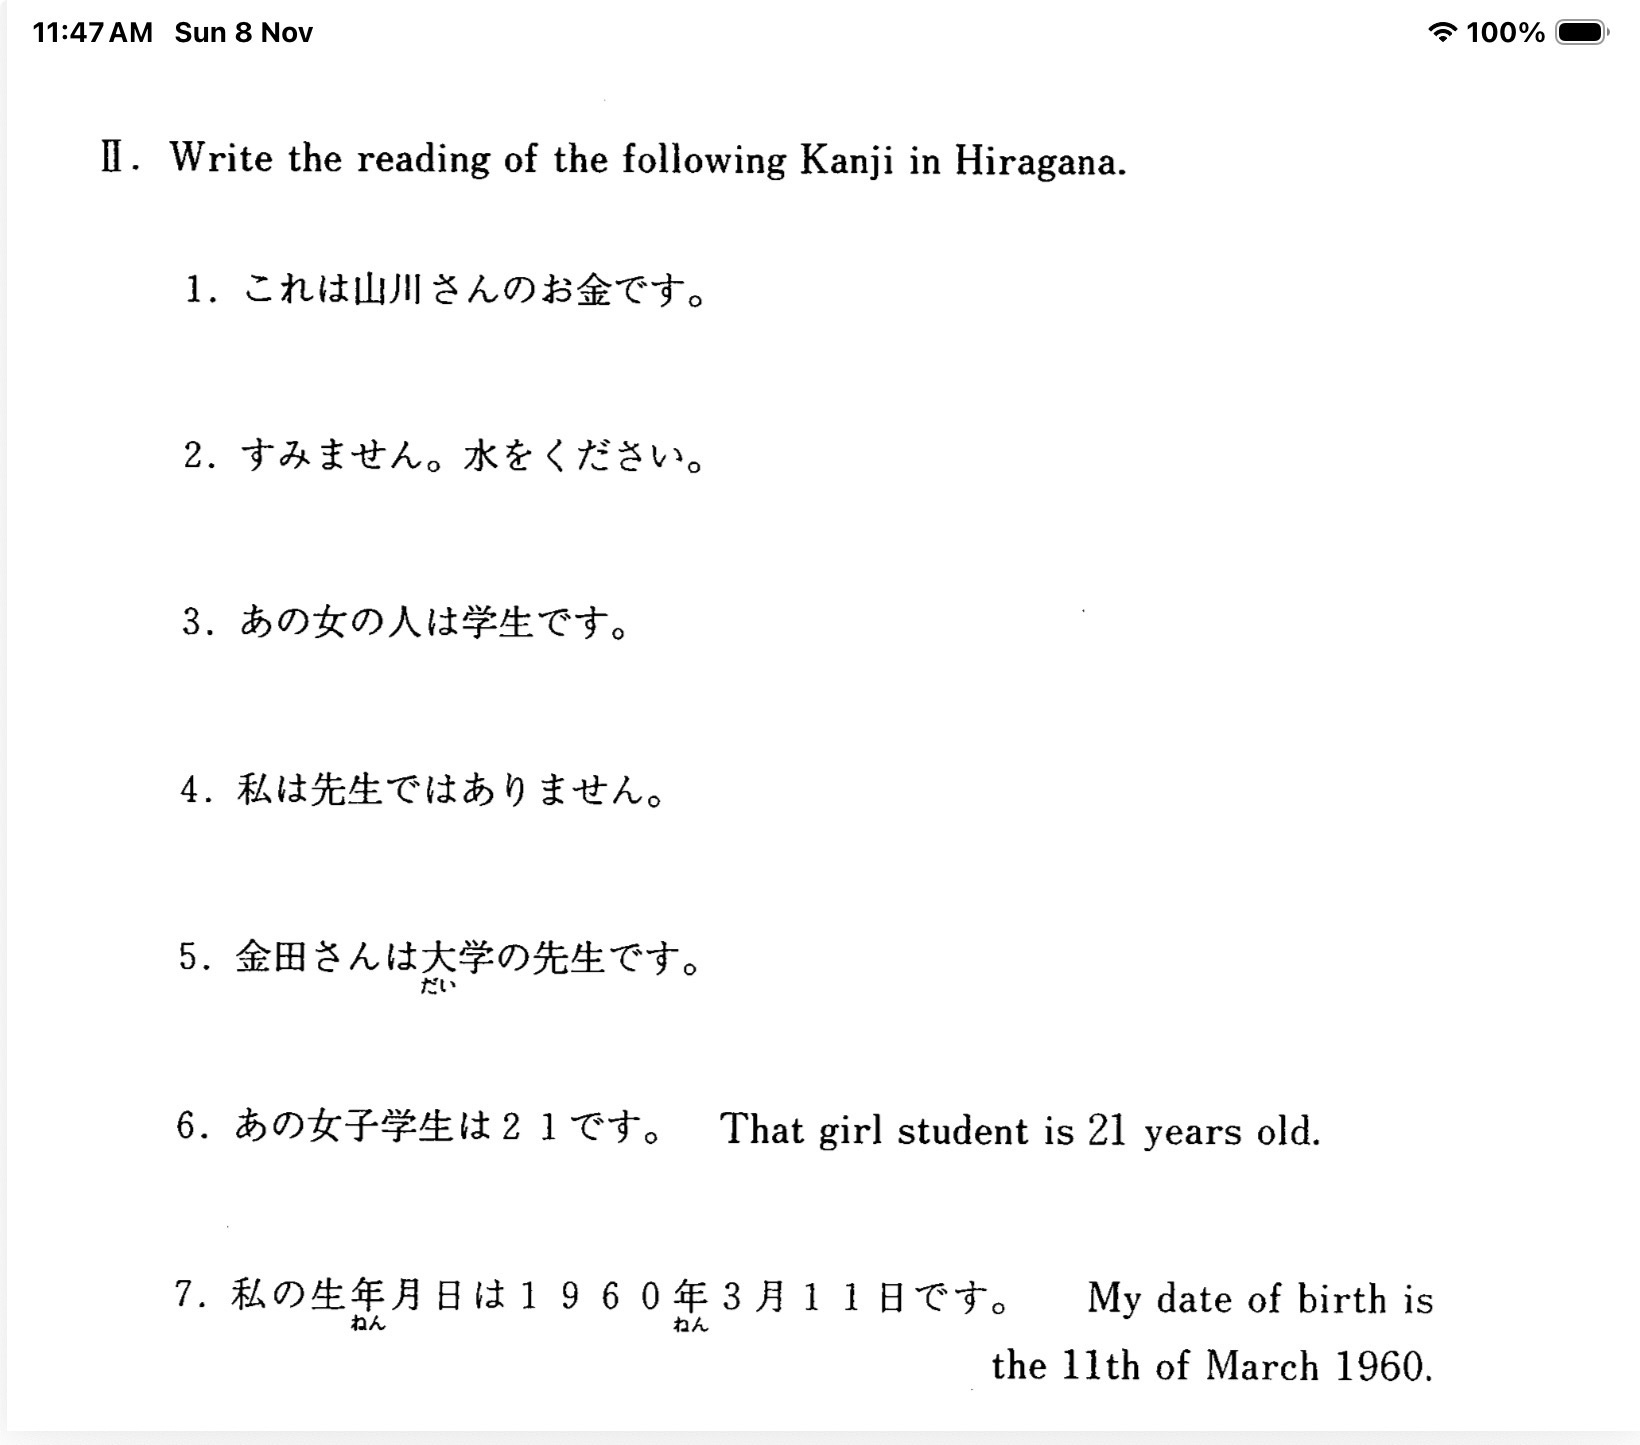 11:47 AM Sun 8 Nov 100%
Ⅱ. Write the reading of the following Kanji in Hiragana.
1. これは山川さんのお金です。
2. すみません。水をください。
3. あの女の人は学生です。
4. 私は先生ではありません。
5. 金田さんは大学の先生です。
だい
6. あの女子学生は21です。 That girl student is 21 years old.
7. 私の生年月日は1960年3月11日です。 My date of birth is
ねん ねん
the 11th of March 1960.